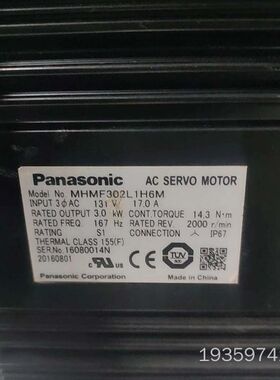 Panasonic AC SERVO MOTOR
Model No. MHMF302L1H6M
INPUT 3ϕAC 131 V 17.0 A
RATED OUTPUT 3.0 kW CONT.TORQUE 14.3 N·m
RATED FREQ 167 Hz RATED REV 2000 r/min
RATING S1 CONNECTION 人 IP67
THERMAL CLASS 155(F)
SER.No. 16080014N
20160801
TUV
Panasonic Corporation Made in China
1935974